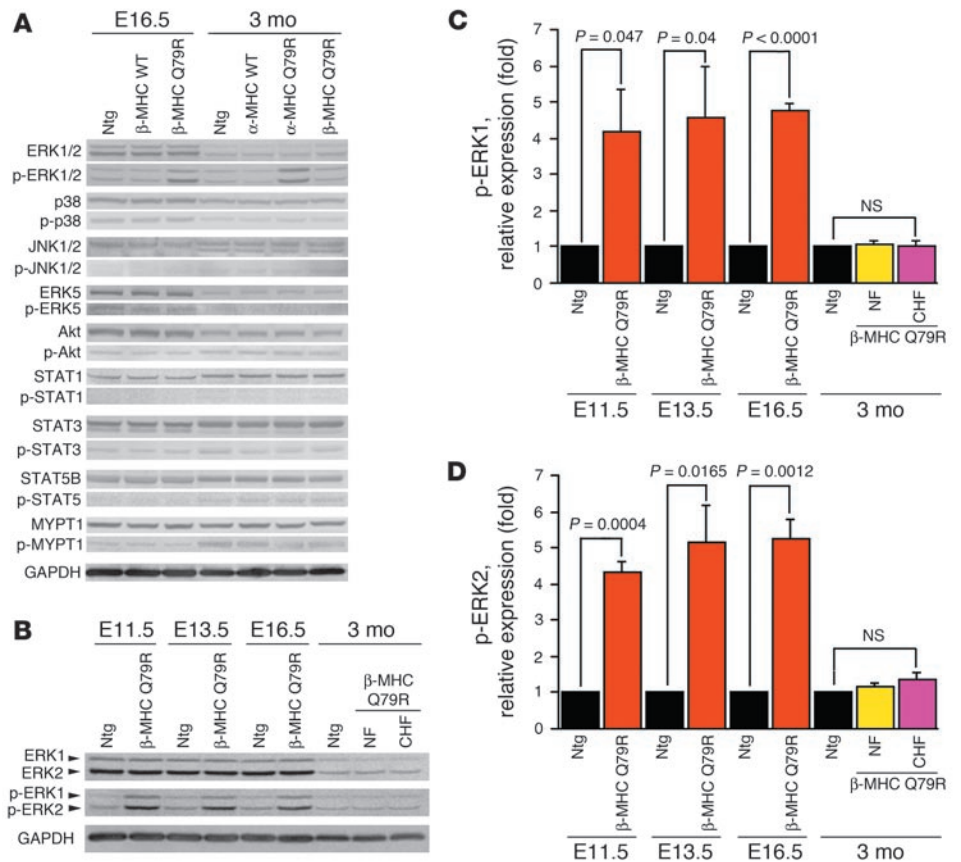 A
E16.5
3 mo
Ntg
β-MHC WT
β-MHC Q79R
Ntg
α-MHC WT
α-MHC Q79R
β-MHC Q79R
ERK1/2
p-ERK1/2
p38
p-p38
JNK1/2
p-JNK1/2
ERK5
p-ERK5
Akt
p-Akt
STAT1
p-STAT1
STAT3
p-STAT3
STAT5B
p-STAT5
MYPT1
p-MYPT1
GAPDH
B
E11.5
E13.5
E16.5
3 mo
β-MHC
Q79R
Ntg
β-MHC Q79R
Ntg
β-MHC Q79R
Ntg
β-MHC Q79R
Ntg
NF
CHF
ERK1
ERK2
p-ERK1
p-ERK2
GAPDH
C
p-ERK1,
relative expression (fold)
7
6
5
4
3
2
1
0
P = 0.047
P = 0.04
P < 0.0001
NS
Ntg
β-MHC Q79R
Ntg
β-MHC Q79R
Ntg
β-MHC Q79R
Ntg
NF
CHF
β-MHC Q79R
E11.5
E13.5
E16.5
3 mo
D
p-ERK2,
relative expression (fold)
7
6
5
4
3
2
1
0
P = 0.0004
P = 0.0165
P = 0.0012
NS
Ntg
β-MHC Q79R
Ntg
β-MHC Q79R
Ntg
β-MHC Q79R
Ntg
NF
CHF
β-MHC Q79R
E11.5
E13.5
E16.5
3 mo